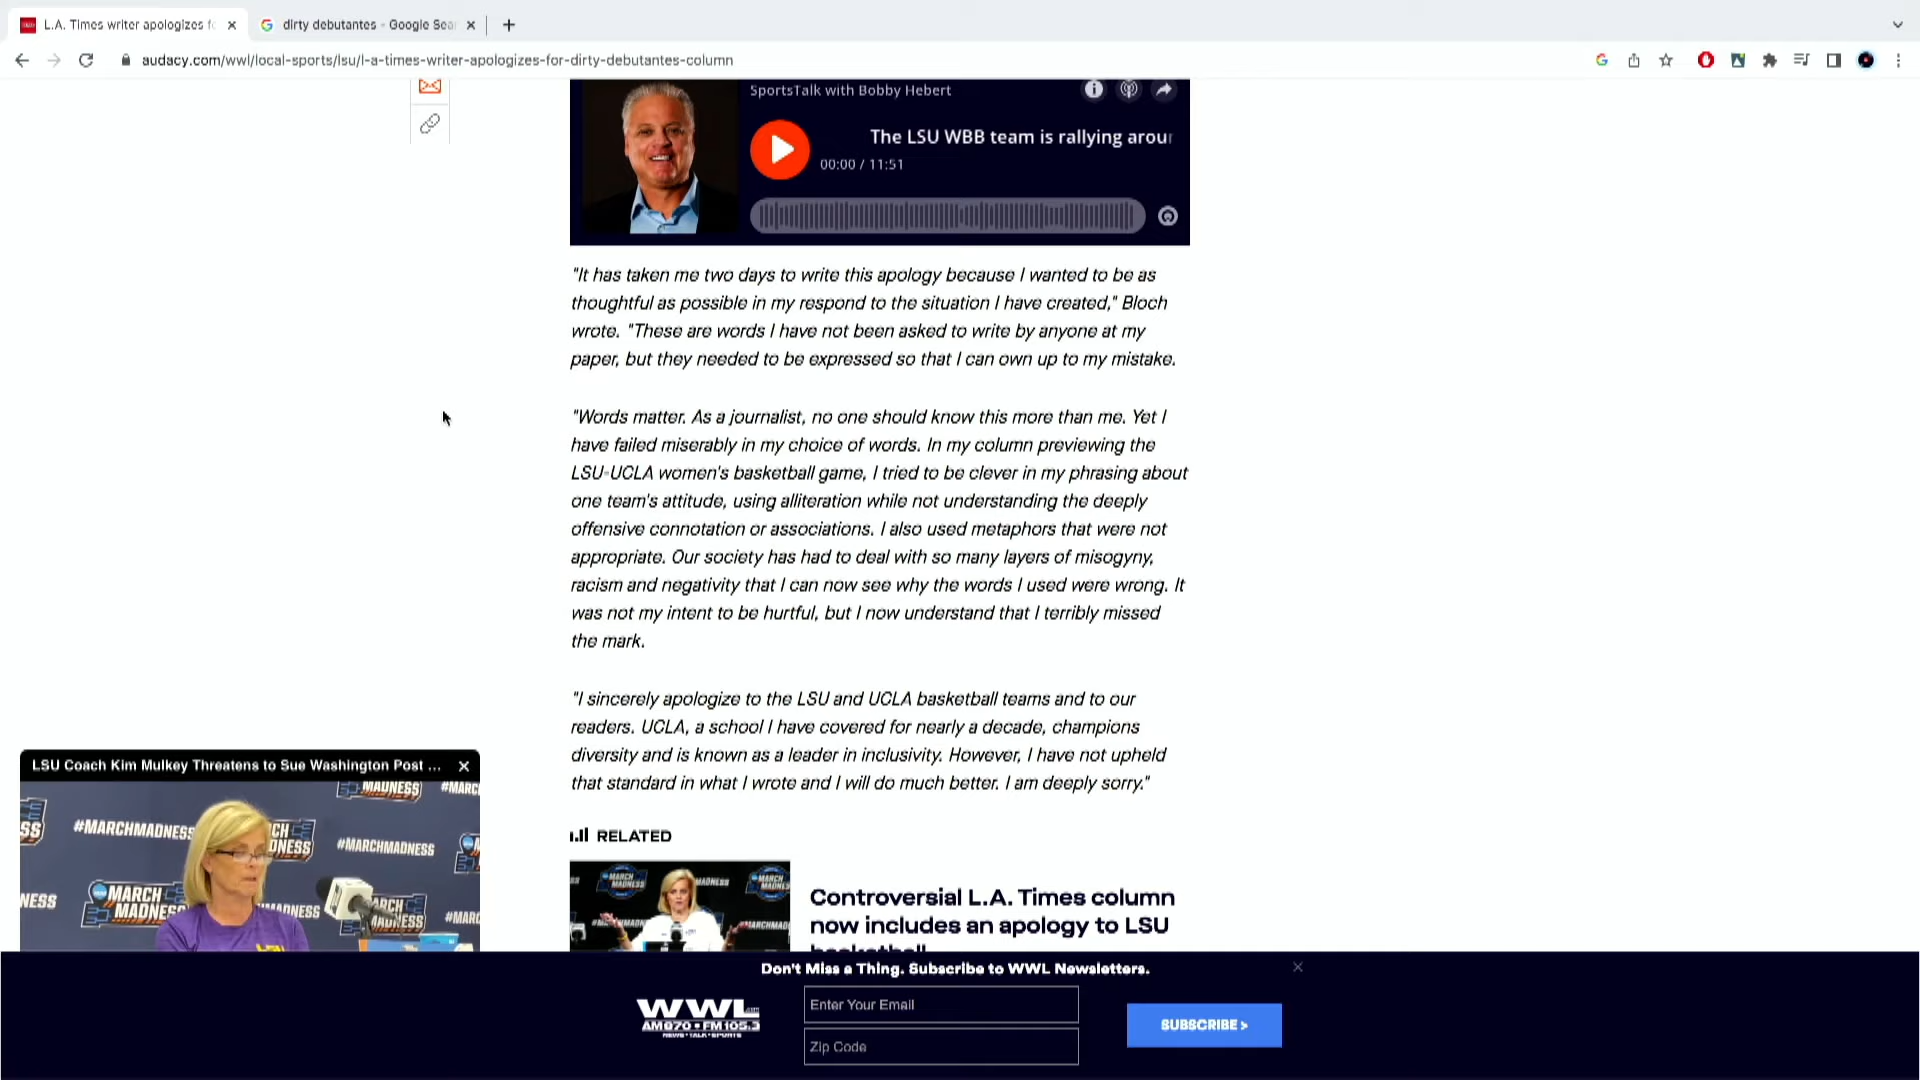 L.A. Times writer apologizes fo
dirty debutantes - Google Sea
audacy.com/wwl/local-sports/lsu/l-a-times-writer-apologizes-for-dirty-debutantes-column
SportsTalk with Bobby Hebert
The LSU WBB team is rallying arou
00:00 / 11:51
"It has taken me two days to write this apology because I wanted to be as
thoughtful as possible in my respond to the situation I have created," Bloch
wrote. "These are words I have not been asked to write by anyone at my
paper, but they needed to be expressed so that I can own up to my mistake.
"Words matter. As a journalist, no one should know this more than me. Yet I
have failed miserably in my choice of words. In my column previewing the
LSU-UCLA women's basketball game, I tried to be clever in my phrasing about
one team's attitude, using alliteration while not understanding the deeply
offensive connotation or associations. I also used metaphors that were not
appropriate. Our society has had to deal with so many layers of misogyny,
racism and negativity that I can now see why the words I used were wrong. It
was not my intent to be hurtful, but I now understand that I terribly missed
the mark.
"I sincerely apologize to the LSU and UCLA basketball teams and to our
readers. UCLA, a school I have covered for nearly a decade, champions
diversity and is known as a leader in inclusivity. However, I have not upheld
that standard in what I wrote and I will do much better. I am deeply sorry."
LSU Coach Kim Mulkey Threatens to Sue Washington Post ...
#MARCHMADNESS
#MARCHMADNESS
MARCH
MADNESS
RELATED
Controversial L.A. Times column
now includes an apology to LSU
basketball
Don't Miss a Thing. Subscribe to WWL Newsletters.
WWL.com
AM870 • FM105.3
NEWS • TALK • SPORTS
Enter Your Email
Zip Code
SUBSCRIBE >